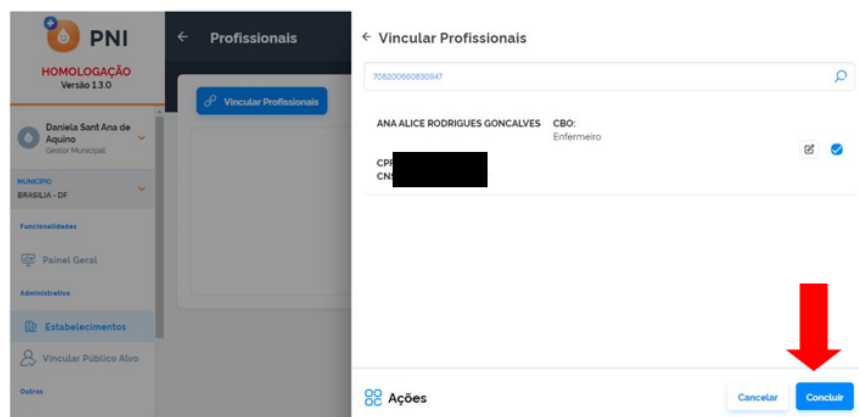 PNI
HOMOLOGAÇÃO
Versão 1.3.0
Daniela Sant Ana de
Aquino
Gestor Municipal
MUNICÍPIO
BRASILIA - DF
Funcionalidades
Painel Geral
Administrativo
Estabelecimentos
Vincular Público Alvo
Outros
← Profissionais
Vincular Profissionais
← Vincular Profissionais
708200660830947
ANA ALICE RODRIGUES GONCALVES CBO:
Enfermeiro
CPF
CNS
Ações
Cancelar
Concluir